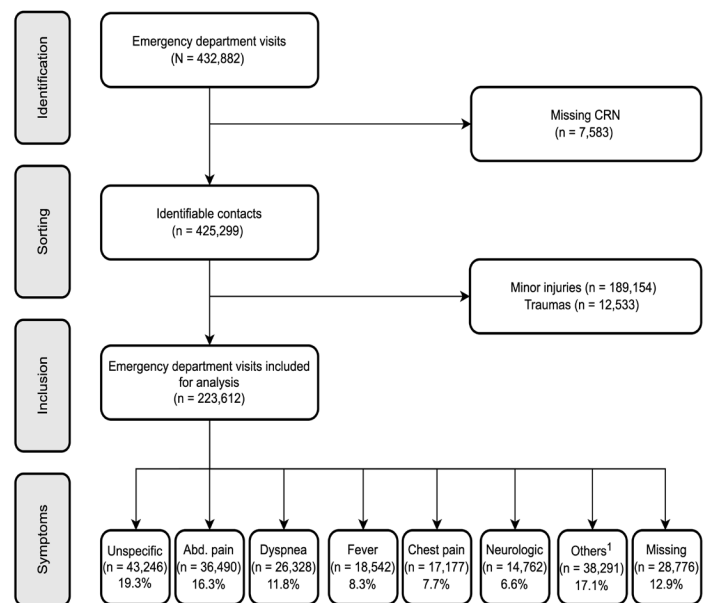 Identification
Emergency department visits
(N = 432,882)
Missing CRN
(n = 7,583)
Sorting
Identifiable contacts
(n = 425,299)
Minor injuries (n = 189,154)
Traumas (n = 12,533)
Inclusion
Emergency department visits included
for analysis
(n = 223,612)
Symptoms
Unspecific
(n = 43,246)
19.3%
Abd. pain
(n = 36,490)
16.3%
Dyspnea
(n = 26,328)
11.8%
Fever
(n = 18,542)
8.3%
Chest pain
(n = 17,177)
7.7%
Neurologic
(n = 14,762)
6.6%
Others¹
(n = 38,291)
17.1%
Missing
(n = 28,776)
12.9%